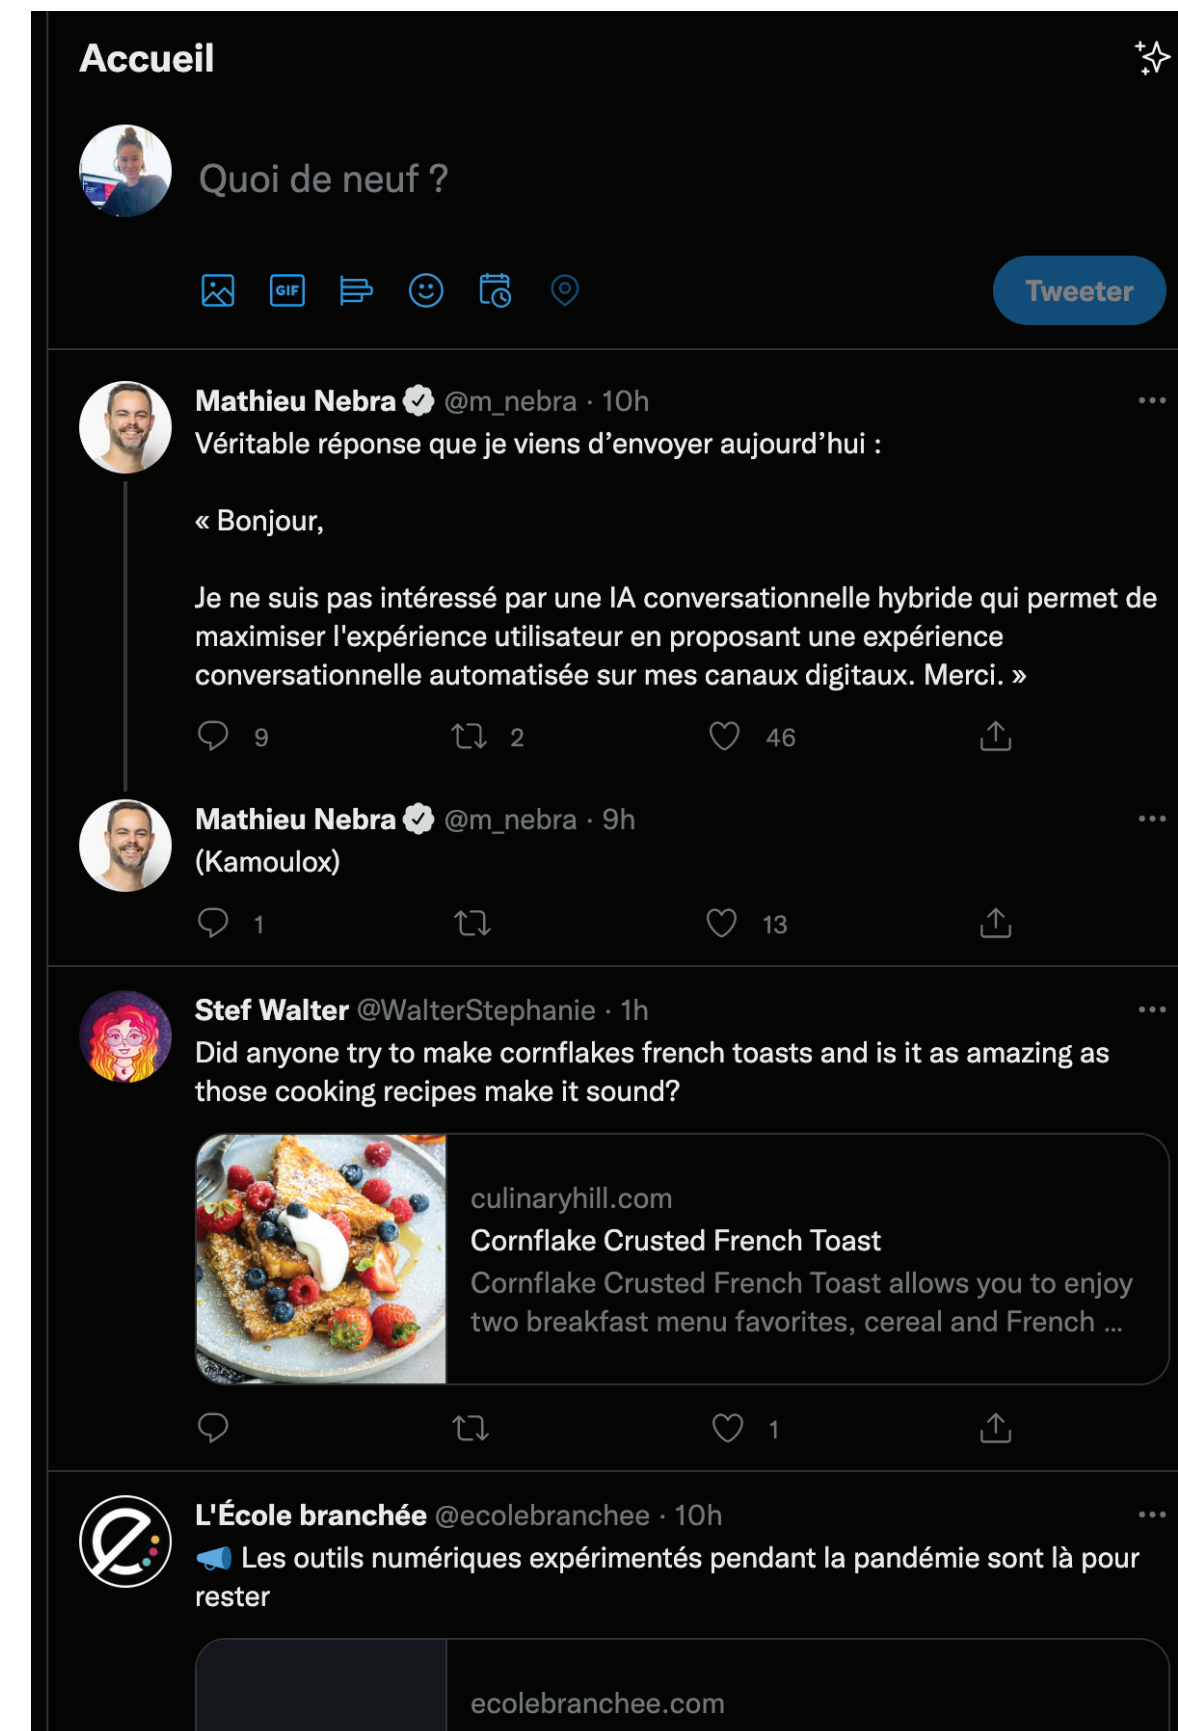 Accueil
Quoi de neuf ?
GIF
Tweeter
Mathieu Nebra @m_nebra · 10h
Véritable réponse que je viens d’envoyer aujourd’hui :
« Bonjour,
Je ne suis pas intéressé par une IA conversationnelle hybride qui permet de
maximiser l'expérience utilisateur en proposant une expérience
conversationnelle automatisée sur mes canaux digitaux. Merci. »
9 2 46
Mathieu Nebra @m_nebra · 9h
(Kamoulox)
1 13
Stef Walter @WalterStephanie · 1h
Did anyone try to make cornflakes french toasts and is it as amazing as
those cooking recipes make it sound?
culinaryhill.com
Cornflake Crusted French Toast
Cornflake Crusted French Toast allows you to enjoy
two breakfast menu favorites, cereal and French ...
1
L'École branchée @ecolebranchee · 10h
📣 Les outils numériques expérimentés pendant la pandémie sont là pour
rester
ecolebranchee.com